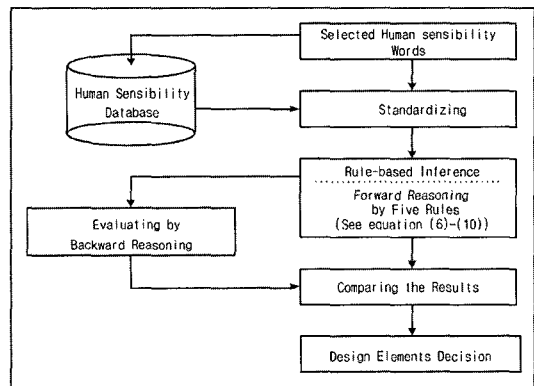 Selected Human sensibility
Words
Human Sensibility
Database
Standardizing
Rule-based Inference
Forward Reasoning
by Five Rules
(See equation (6)-(10))
Evaluating by
Backward Reasoning
Comparing the Results
Design Elements Decision